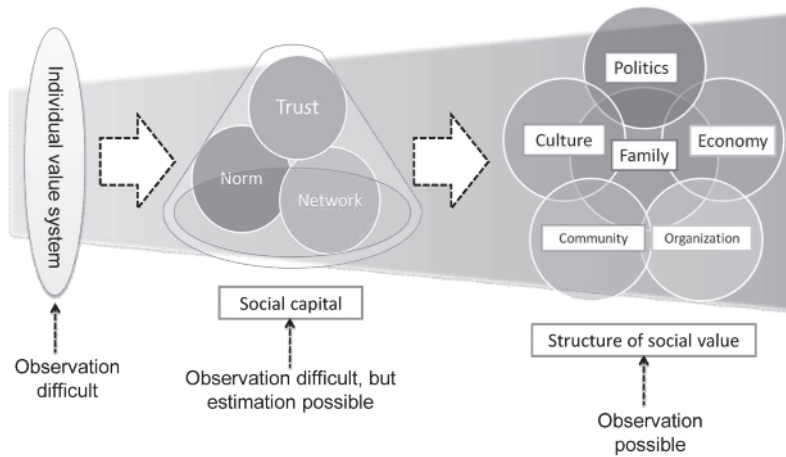 Individual value system
Trust
Norm
Network
Social capital
Politics
Culture
Economy
Family
Community
Organization
Structure of social value
Observation
difficult
Observation difficult, but
estimation possible
Observation
possible